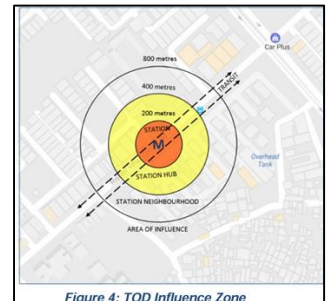 Car Plus
800 metres
TRANSIT
400 metres
200 metres
STATION
M
Overhead
Tank
STATION HUB
STATION NEIGHBOURHOOD
AREA OF INFLUENCE
Figure 4: TOD Influence Zone